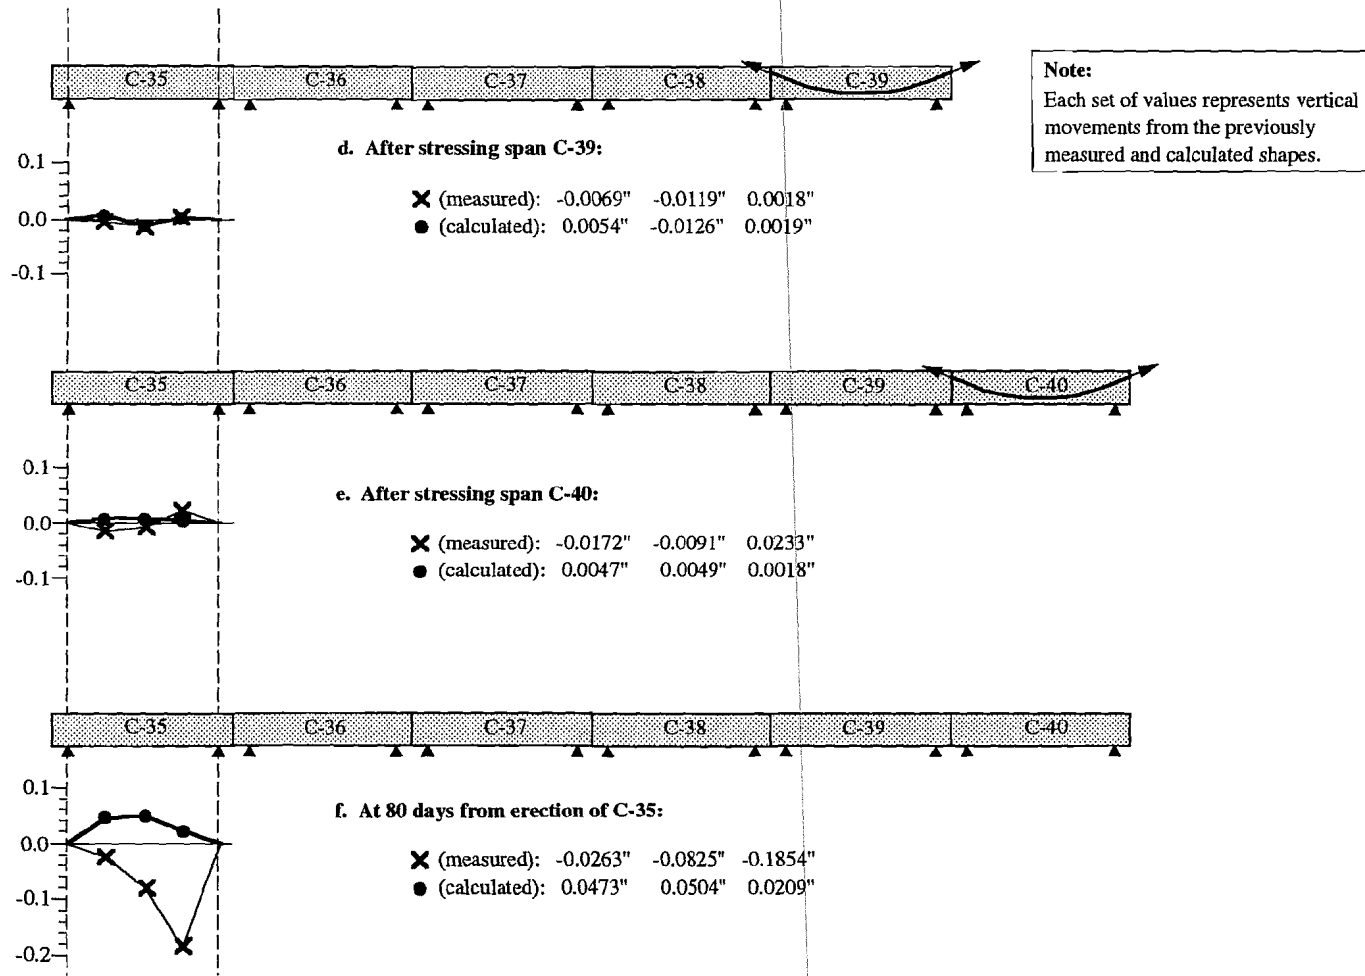 C-35 C-36 C-37 C-38 C-39
Note:
Each set of values represents vertical
movements from the previously
measured and calculated shapes.
d. After stressing span C-39:
0.1
0.0
-0.1
(measured): -0.0069" -0.0119" 0.0018"
(calculated): 0.0054" -0.0126" 0.0019"
C-35 C-36 C-37 C-38 C-39 C-40
e. After stressing span C-40:
0.1
0.0
-0.1
(measured): -0.0172" -0.0091" 0.0233"
(calculated): 0.0047" 0.0049" 0.0018"
C-35 C-36 C-37 C-38 C-39 C-40
f. At 80 days from erection of C-35:
0.1
0.0
-0.1
-0.2
(measured): -0.0263" -0.0825" -0.1854"
(calculated): 0.0473" 0.0504" 0.0209"